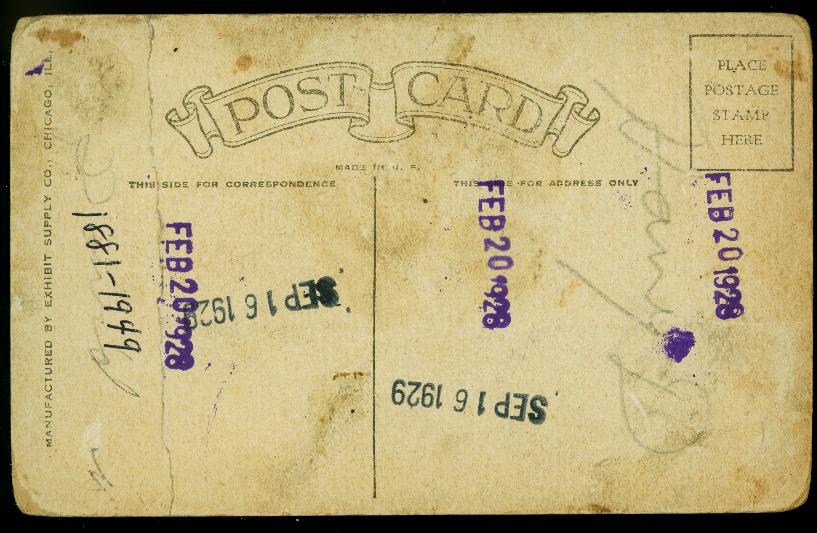 POST CARD
PLACE
POSTAGE
STAMP
HERE
MADE IN U. S.
THIS SIDE FOR CORRESPONDENCE
THIS SIDE FOR ADDRESS ONLY
MANUFACTURED BY EXHIBIT SUPPLY CO., CHICAGO, ILL.
1881-1949
FEB 20 1928
SEP 16 1929
FEB 20 1928
SEP 16 1929
FEB 20 1928